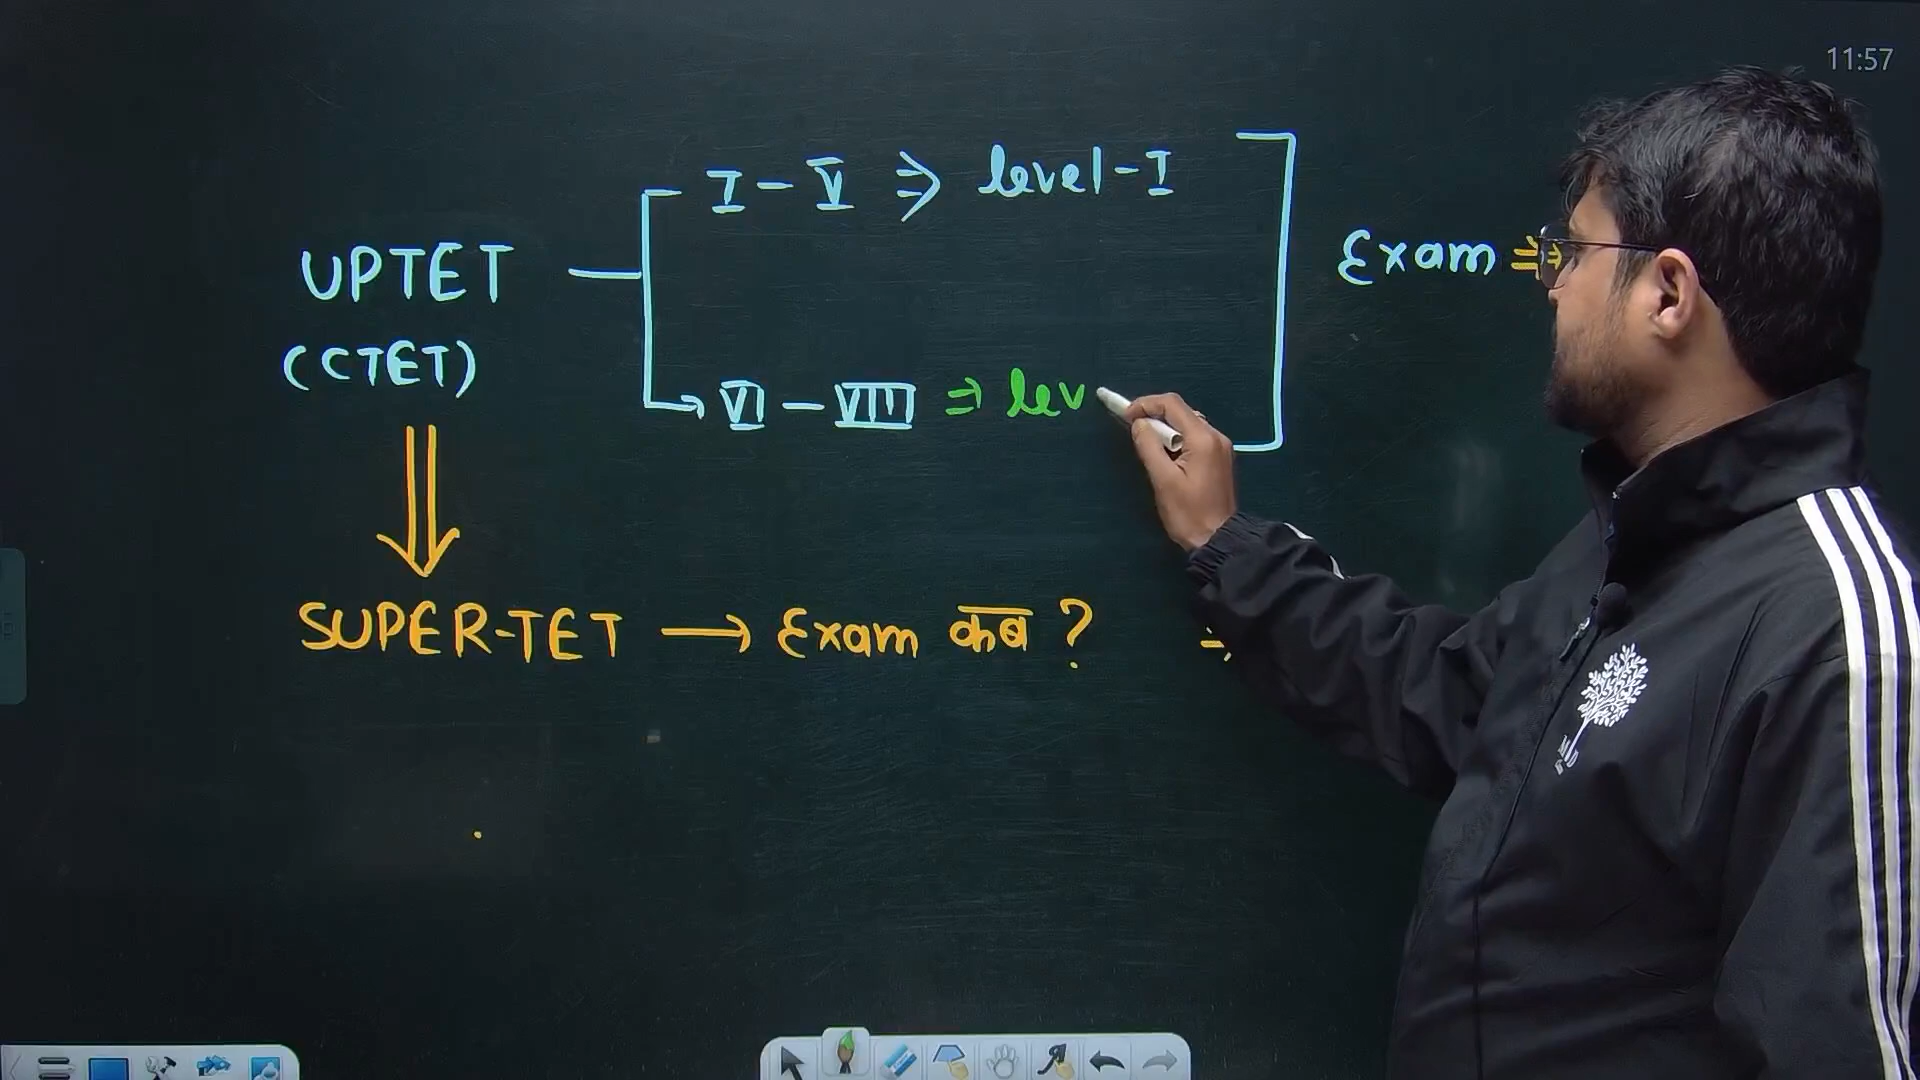 11:57
I - V ⇒ level - I
UPTET
Exam ⇒
(CTET)
VI - VIII ⇒ lev
SUPER-TET → Exam कब ?